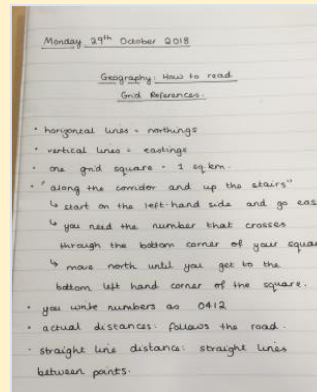 Monday 29th October 2018
Geography: How to read
Grid References.
• horizontal lines = northings
• vertical lines = eastings
• one grid square = 1 sq km.
• "along the corridor and up the stairs"
↳ start on the left-hand side and go eas
↳ you need the number that crosses
through the bottom corner of your squar
↳ move north until you get to the
bottom left hand corner of the square.
• you write numbers as 0412
• actual distances: follows the road.
• straight line distance: straight lines
between points.